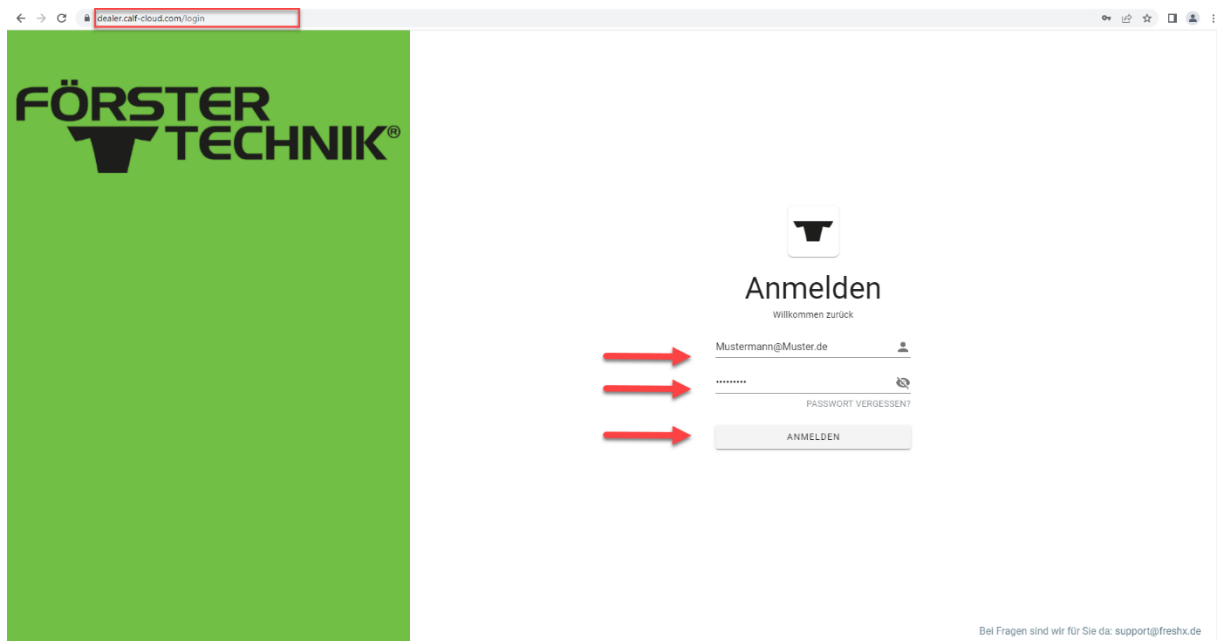 dealer.calf-cloud.com/login
FÖRSTER
TECHNIK®
Anmelden
Willkommen zurück
Mustermann@Muster.de
•••••••••
PASSWORT VERGESSEN?
ANMELDEN
Bei Fragen sind wir für Sie da: support@freshx.de